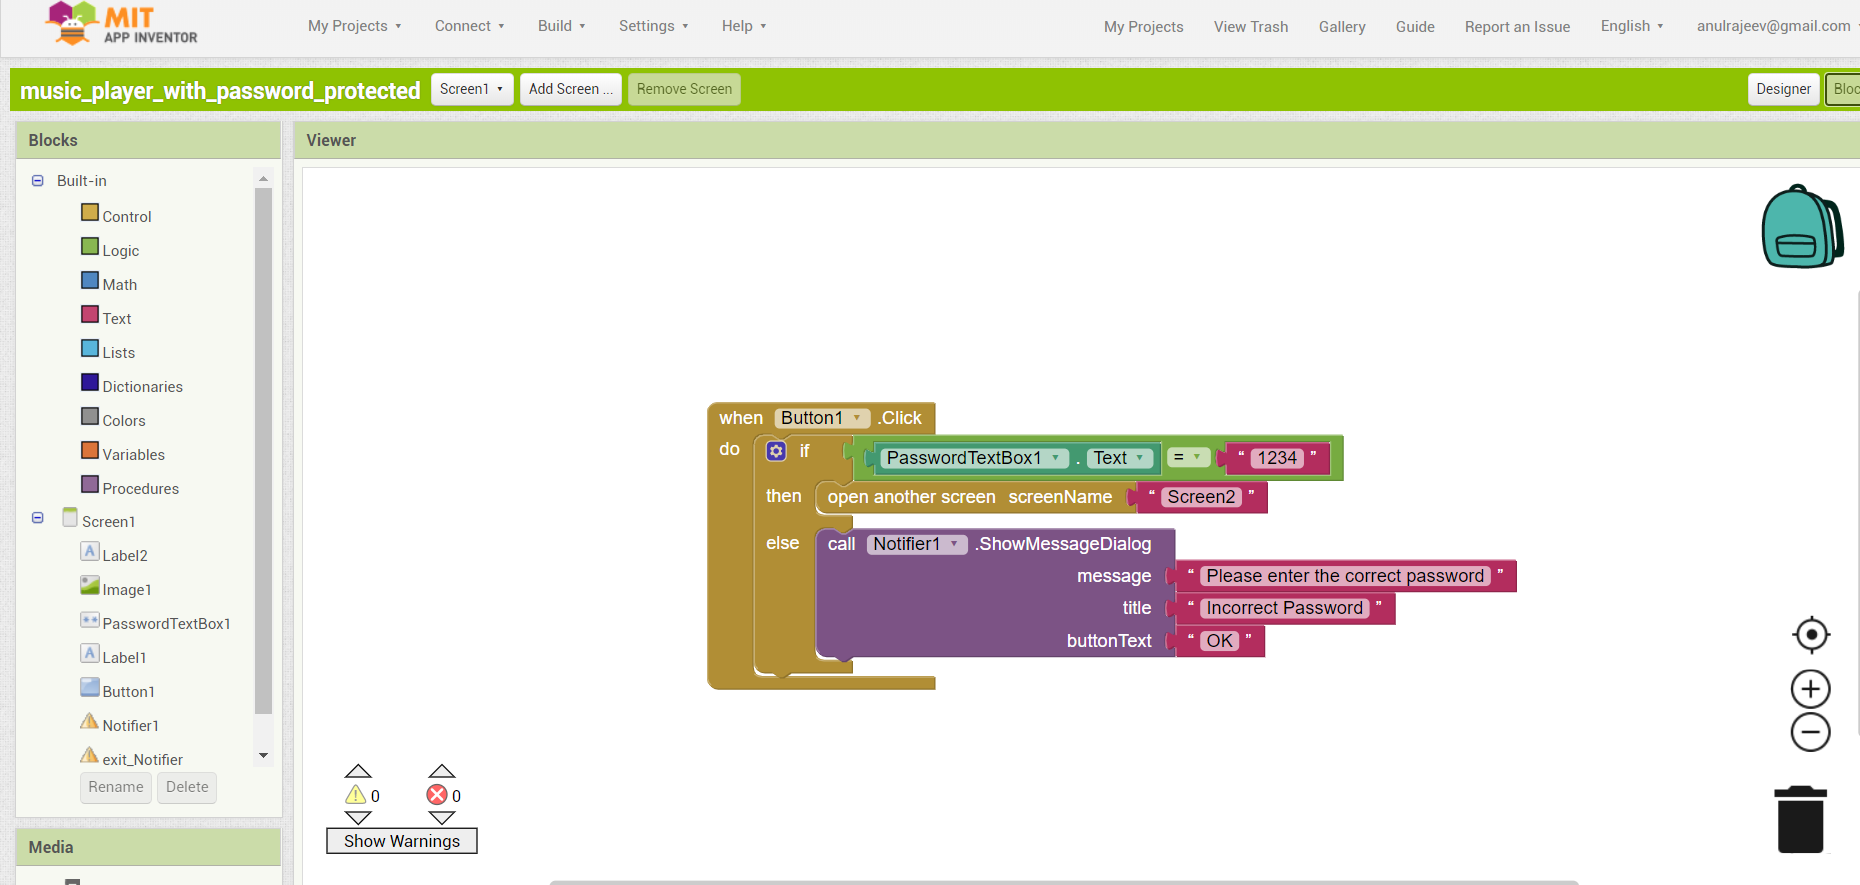 MIT
APP INVENTOR
My Projects Connect Build Settings Help My Projects View Trash Gallery Guide Report an Issue English anulrajeev@gmail.com
music_player_with_password_protected Screen1 Add Screen ... Remove Screen Designer Bloc
Blocks
Viewer
Built-in
Control
Logic
Math
Text
Lists
Dictionaries
Colors
Variables
Procedures
Screen1
Label2
Image1
PasswordTextBox1
Label1
Button1
Notifier1
exit_Notifier
Rename Delete
Media
when Button1 .Click
do if PasswordTextBox1 . Text = “ 1234 ”
then open another screen screenName “ Screen2 ”
else call Notifier1 .ShowMessageDialog
message “ Please enter the correct password ”
title “ Incorrect Password ”
buttonText “ OK ”
0 0
Show Warnings